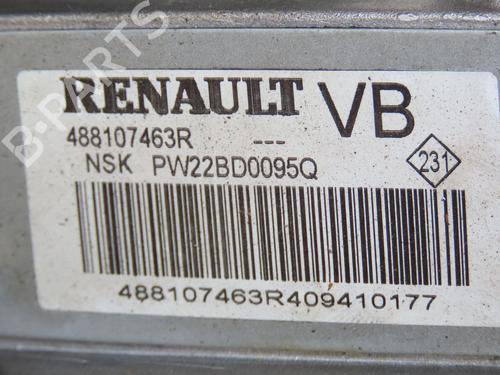 RENAULT VB
488107463R ---
NSK PW22BD0095Q 231
488107463R409410177
B-PARTS